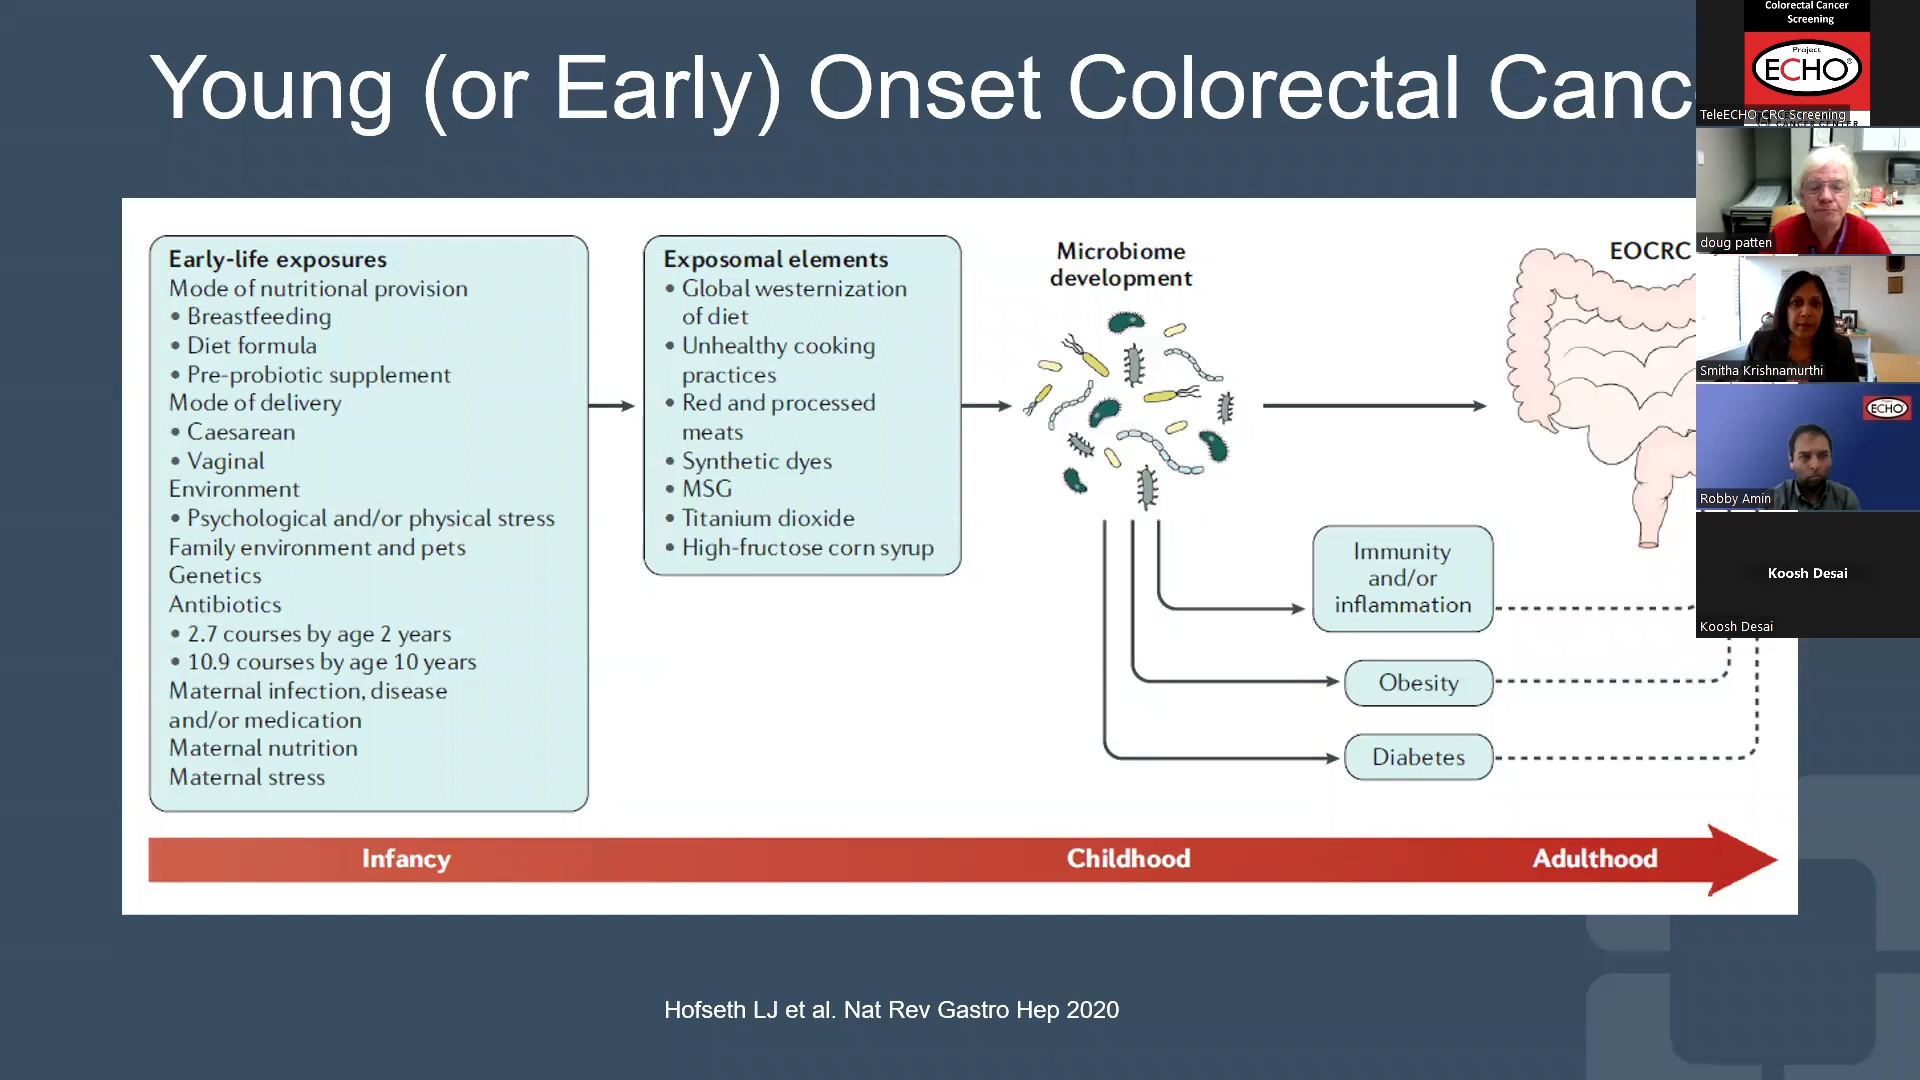 Young (or Early) Onset Colorectal Canc
Early-life exposures
Mode of nutritional provision
• Breastfeeding
• Diet formula
• Pre-probiotic supplement
Mode of delivery
• Caesarean
• Vaginal
Environment
• Psychological and/or physical stress
Family environment and pets
Genetics
Antibiotics
• 2.7 courses by age 2 years
• 10.9 courses by age 10 years
Maternal infection, disease
and/or medication
Maternal nutrition
Maternal stress
Exposomal elements
• Global westernization
of diet
• Unhealthy cooking
practices
• Red and processed
meats
• Synthetic dyes
• MSG
• Titanium dioxide
• High-fructose corn syrup
Microbiome
development
EOCRC
Immunity
and/or
inflammation
Obesity
Diabetes
Infancy
Childhood
Adulthood
Hofseth LJ et al. Nat Rev Gastro Hep 2020
Colorectal Cancer
Screening
Project
ECHO®
TeleECHO CRC Screening
doug patten
Smitha Krishnamurthi
ECHO
Robby Amin
Koosh Desai
Koosh Desai